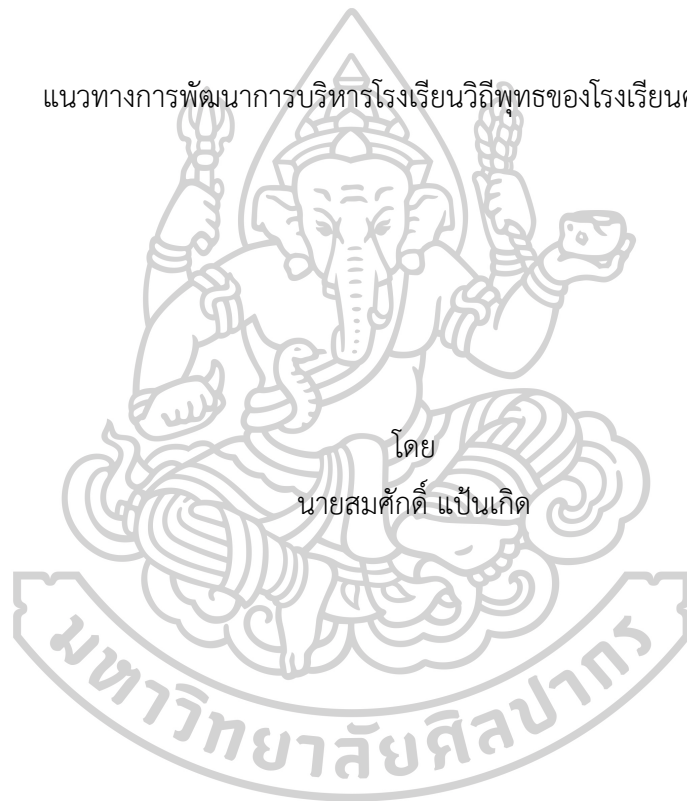 แนวทางการพัฒนาการบริหารโรงเรียนวิถีพุทธของโรงเรียน
โดย
นายสมศักดิ์ แป้นเกิด
มหาวิทยาลัยศิลปากร